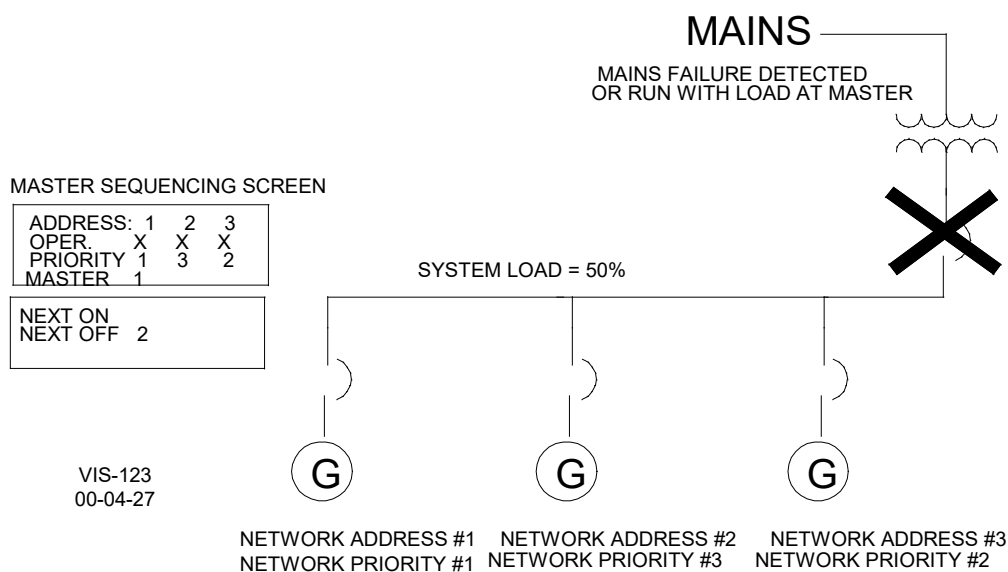 MAINS
MAINS FAILURE DETECTED
OR RUN WITH LOAD AT MASTER
MASTER SEQUENCING SCREEN
ADDRESS: 1 2 3
OPER. X X X
PRIORITY 1 3 2
MASTER 1
SYSTEM LOAD = 50%
NEXT ON
NEXT OFF 2
G G G
VIS-123
00-04-27
NETWORK ADDRESS #1 NETWORK ADDRESS #2 NETWORK ADDRESS #3
NETWORK PRIORITY #1 NETWORK PRIORITY #3 NETWORK PRIORITY #2